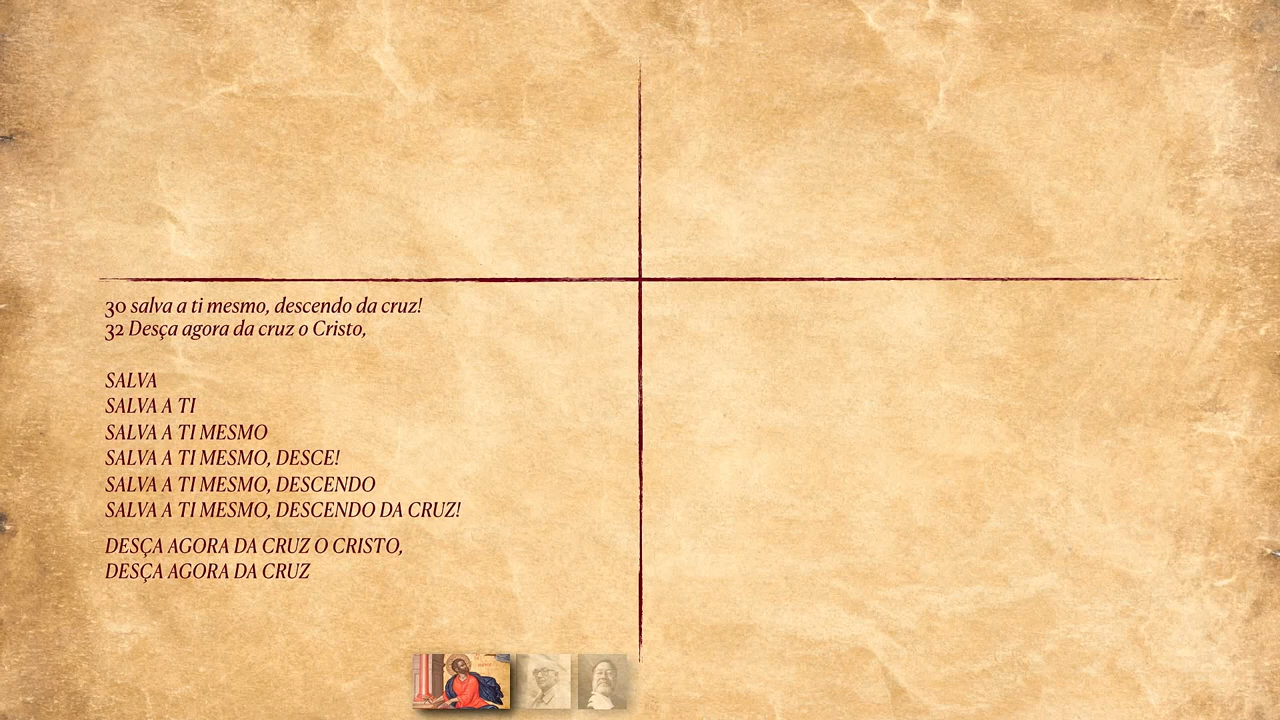 30 salva a ti mesmo, descendo da cruz!
32 Desça agora da cruz o Cristo,
SALVA
SALVA A TI
SALVA A TI MESMO
SALVA A TI MESMO, DESCE!
SALVA A TI MESMO, DESCENDO
SALVA A TI MESMO, DESCENDO DA CRUZ!
DESÇA AGORA DA CRUZ O CRISTO,
DESÇA AGORA DA CRUZ